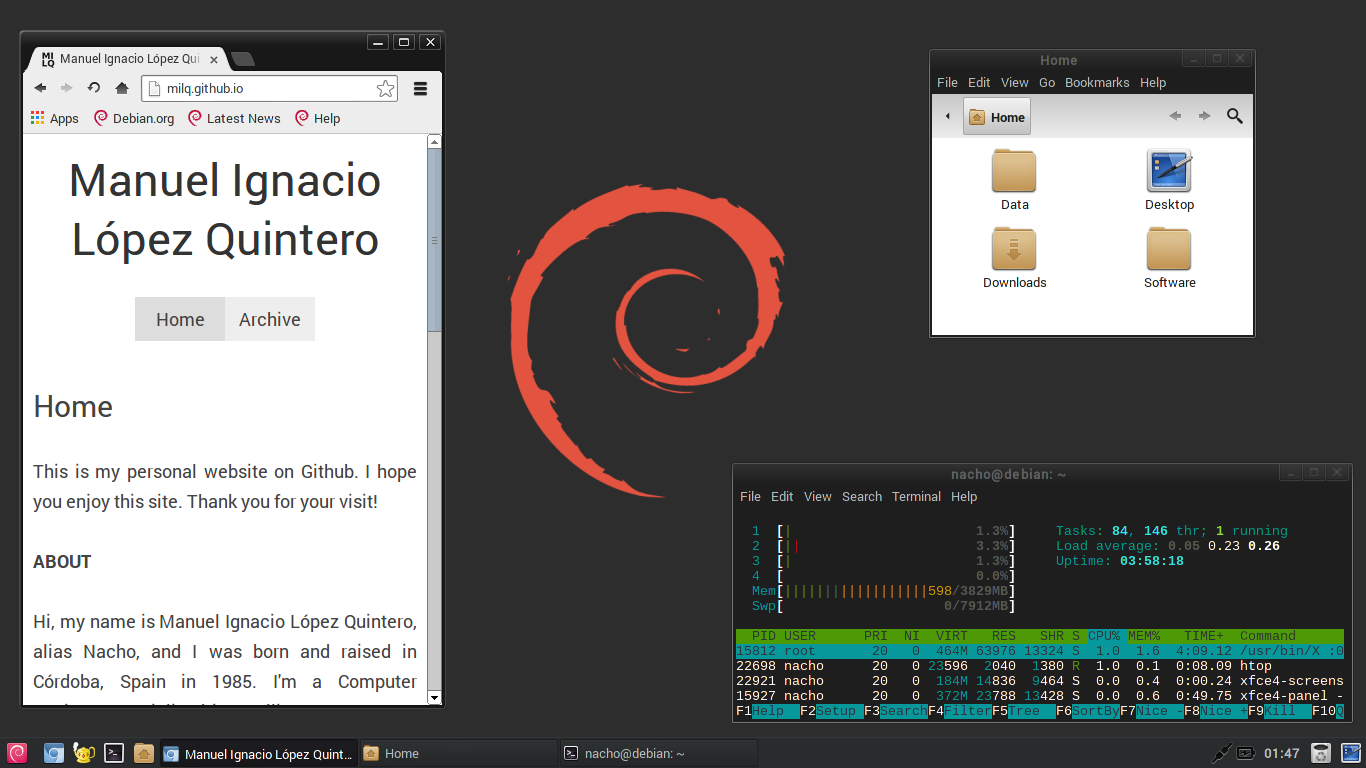 MI
LQ
Manuel Ignacio López Qui
milq.github.io
Apps Debian.org Latest News Help
Manuel Ignacio
López Quintero
Home Archive
Home
This is my personal website on Github. I hope
you enjoy this site. Thank you for your visit!
ABOUT
Hi, my name is Manuel Ignacio López Quintero,
alias Nacho, and I was born and raised in
Córdoba, Spain in 1985. I'm a Computer
Home
File Edit View Go Bookmarks Help
Home
Data Desktop
Downloads Software
nacho@debian: ~
File Edit View Search Terminal Help
1 [| 1.3%] Tasks: 84, 146 thr; 1 running
2 [|| 3.3%] Load average: 0.05 0.23 0.26
3 [| 1.3%] Uptime: 03:58:18
4 [ 0.0%]
Mem[||||||||||||||||||598/3829MB]
Swp[ 0/7912MB]
PID USER PRI NI VIRT RES SHR S CPU% MEM% TIME+ Command
15812 root 20 0 464M 63976 13324 S 1.0 1.6 4:09.12 /usr/bin/X :0
22698 nacho 20 0 23596 2040 1380 R 1.0 0.1 0:08.09 htop
22921 nacho 20 0 184M 14836 9464 S 0.0 0.4 0:00.24 xfce4-screens
15927 nacho 20 0 372M 23788 13428 S 0.0 0.6 0:49.75 xfce4-panel -
F1Help F2Setup F3SearchF4FilterF5Tree F6SortByF7Nice -F8Nice +F9Kill F10Q
Manuel Ignacio López Quint... Home nacho@debian: ~ 01:47